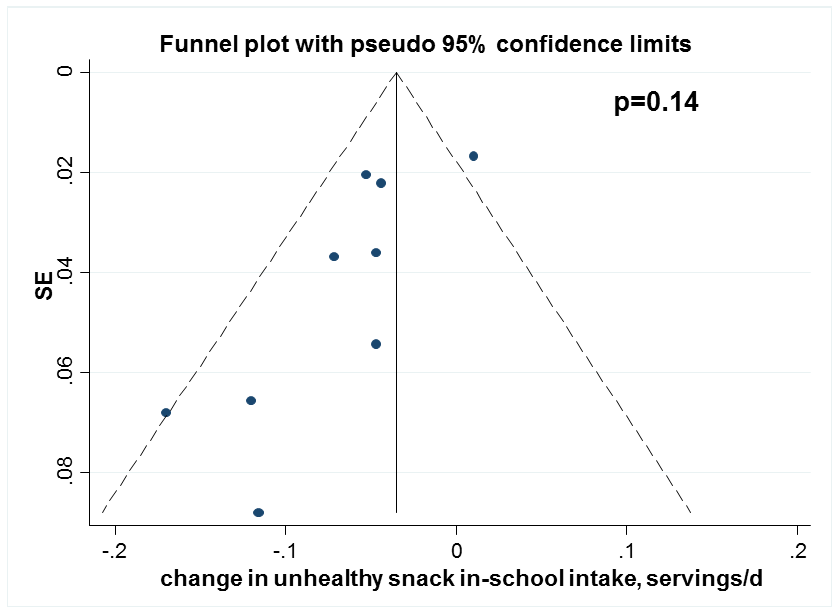 Funnel plot with pseudo 95% confidence limits
p=0.14
0
.02
.04
.06
.08
SE
-.2 -.1 0 .1 .2
change in unhealthy snack in-school intake, servings/d